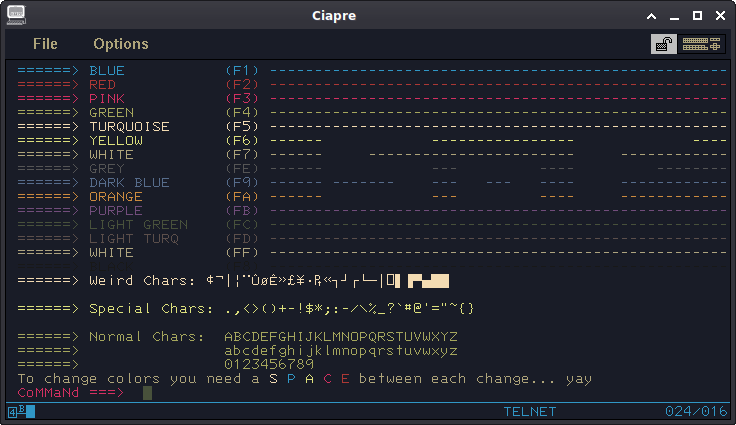 Ciapre
File Options
======> BLUE (F1) ----------------------------------------------------
======> RED (F2) ----------------------------------------------------
======> PINK (F3) ----------------------------------------------------
======> GREEN (F4) ----------------------------------------------------
======> TURQUOISE (F5) ----------------------------------------------------
======> YELLOW (F6) ------ ---------------- ----
======> WHITE (F7) ------ ---------------- ------------
======> GREY (FE) ------ --- ---- ------------
======> DARK BLUE (F9) ------ ------- --- --- ---- ------------
======> ORANGE (FA) ------------------ --- ---- ------------
======> PURPLE (FB) ----------------------------------------------------
======> LIGHT GREEN (FC) ----------------------------------------------------
======> LIGHT TURQ (FD) ----------------------------------------------------
======> WHITE (FF) ----------------------------------------------------
======> Weird Chars: ¢¬|¦¨ÛøÊ»£¥·₧«┐┘┌└─│
======> Special Chars: .,<>()+-!$*;:-/\%_?`#@'="~{}
======> Normal Chars: ABCDEFGHIJKLMNOPQRSTUVWXYZ
======> abcdefghijklmnopqrstuvwxyz
======> 0123456789
To change colors you need a S P A C E between each change... yay
CoMMaNd ===>
4B TELNET 024/016